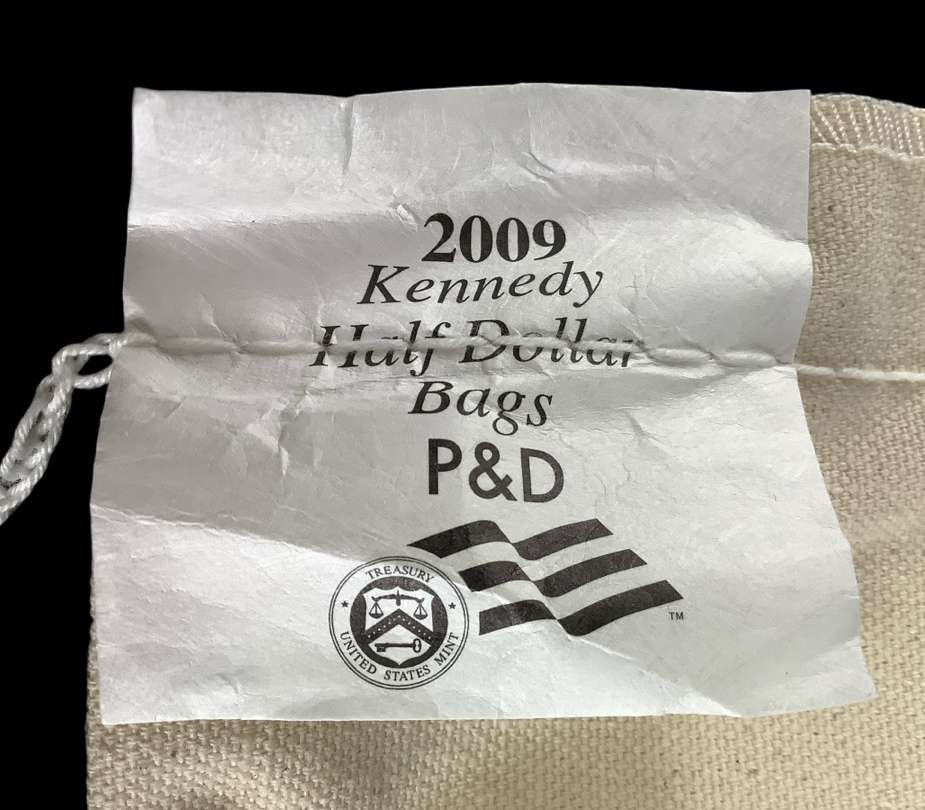 2009
Kennedy
Half Dollar
Bags
P&D
TREASURY
UNITED STATES MINT
TM